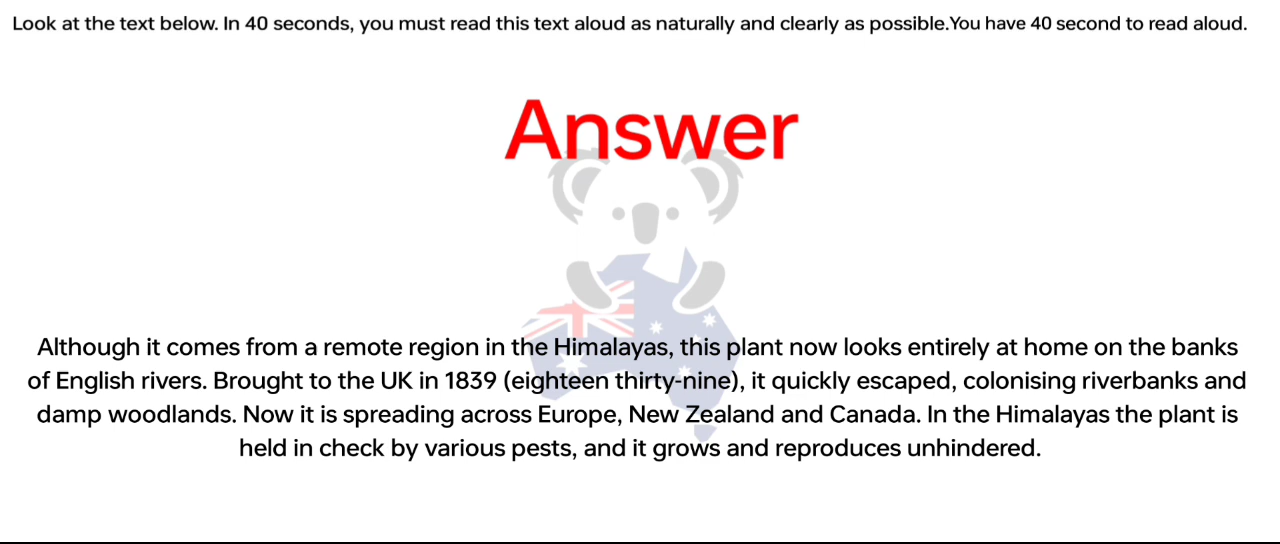 Look at the text below. In 40 seconds, you must read this text aloud as naturally and clearly as possible.You have 40 second to read aloud.
Answer
Although it comes from a remote region in the Himalayas, this plant now looks entirely at home on the banks
of English rivers. Brought to the UK in 1839 (eighteen thirty-nine), it quickly escaped, colonising riverbanks and
damp woodlands. Now it is spreading across Europe, New Zealand and Canada. In the Himalayas the plant is
held in check by various pests, and it grows and reproduces unhindered.